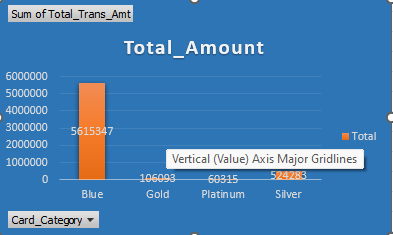 Sum of Total_Trans_Amt
Total_Amount
6000000
5000000
4000000
3000000
2000000
1000000
0
5615347
106093
60315
524283
Total
Vertical (Value) Axis Major Gridlines
Blue
Gold
Platinum
Silver
Card_Category